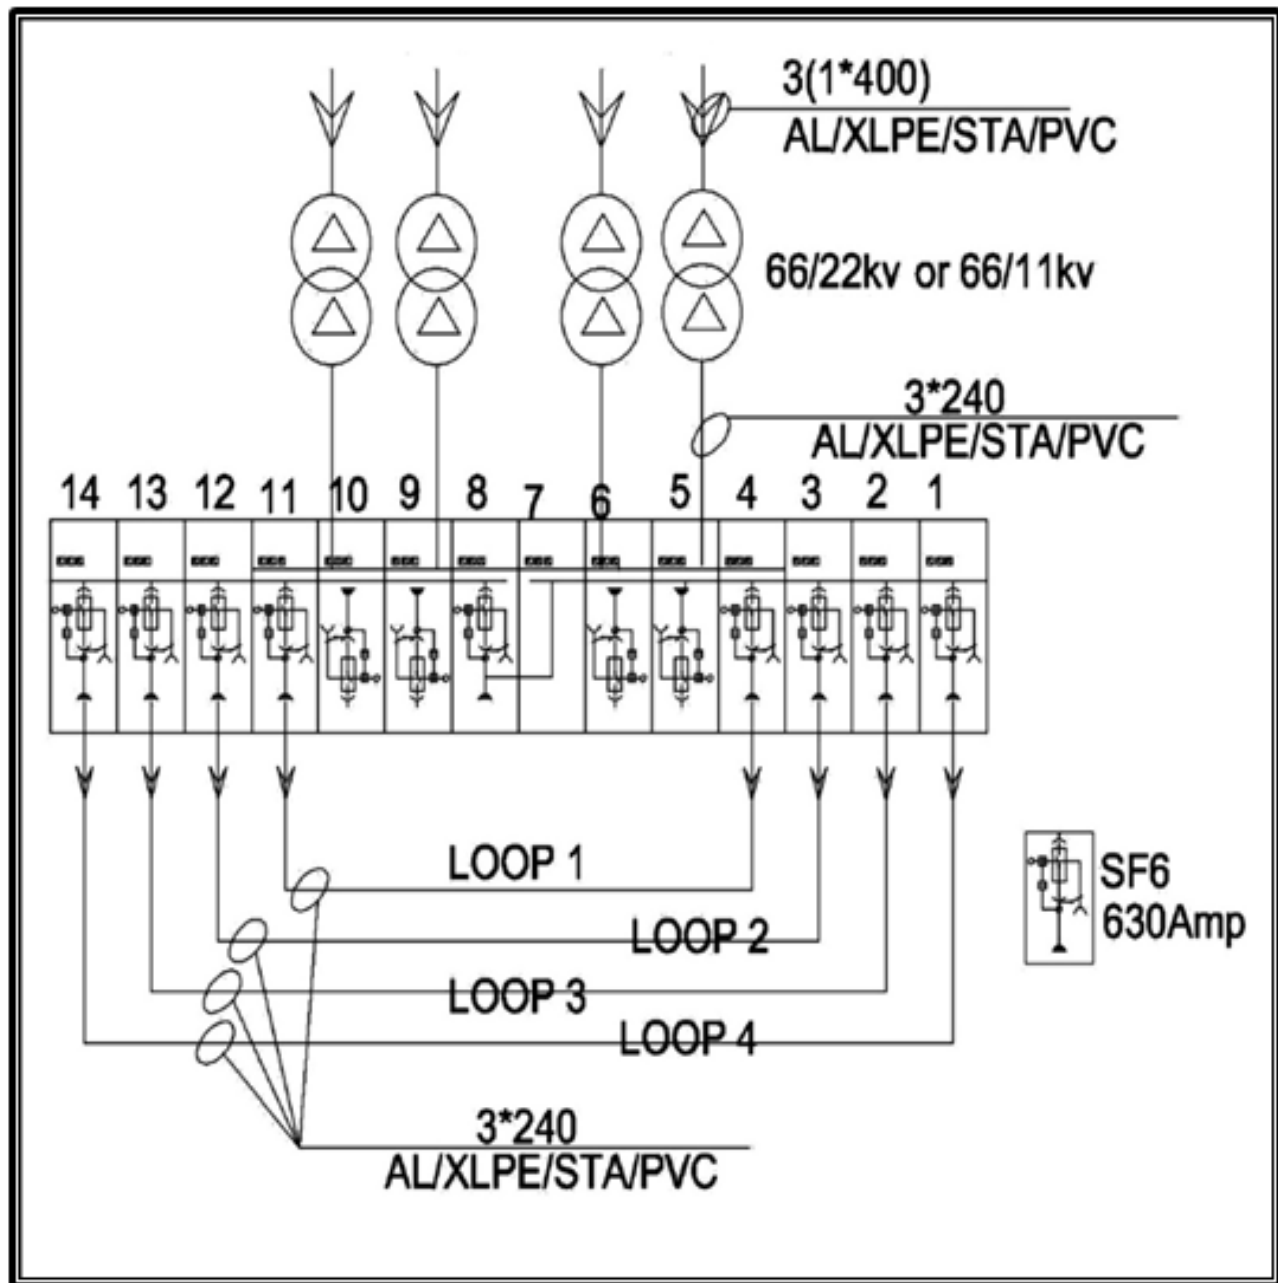 3(1*400)
AL/XLPE/STA/PVC
66/22kv or 66/11kv
3*240
AL/XLPE/STA/PVC
14 13 12 11 10 9 8 7 6 5 4 3 2 1
LOOP 1
SF6
630Amp
LOOP 2
LOOP 3
LOOP 4
3*240
AL/XLPE/STA/PVC